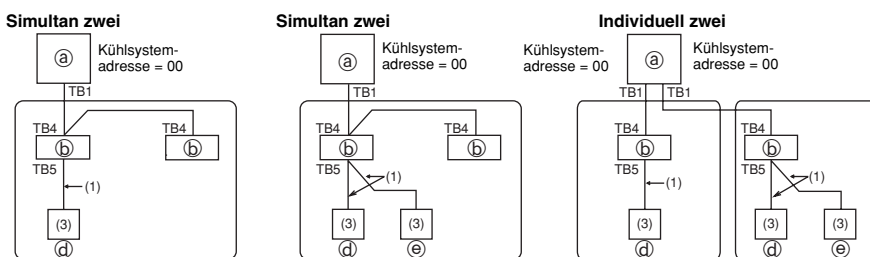 Simultan zwei
ⓐ
Kühlsystem-
adresse = 00
TB1
TB4
TB4
ⓑ
ⓑ
TB5
(1)
(3)
ⓓ
Simultan zwei
ⓐ
Kühlsystem-
adresse = 00
TB1
TB4
TB4
ⓑ
ⓑ
TB5
(1)
(3)
(3)
ⓓ
ⓔ
Individuell zwei
Kühlsystem-
adresse = 00
ⓐ
Kühlsystem-
adresse = 00
TB1
TB1
TB4
TB4
ⓑ
ⓑ
TB5
TB5
(1)
(1)
(3)
(3)
(3)
ⓓ
ⓓ
ⓔ